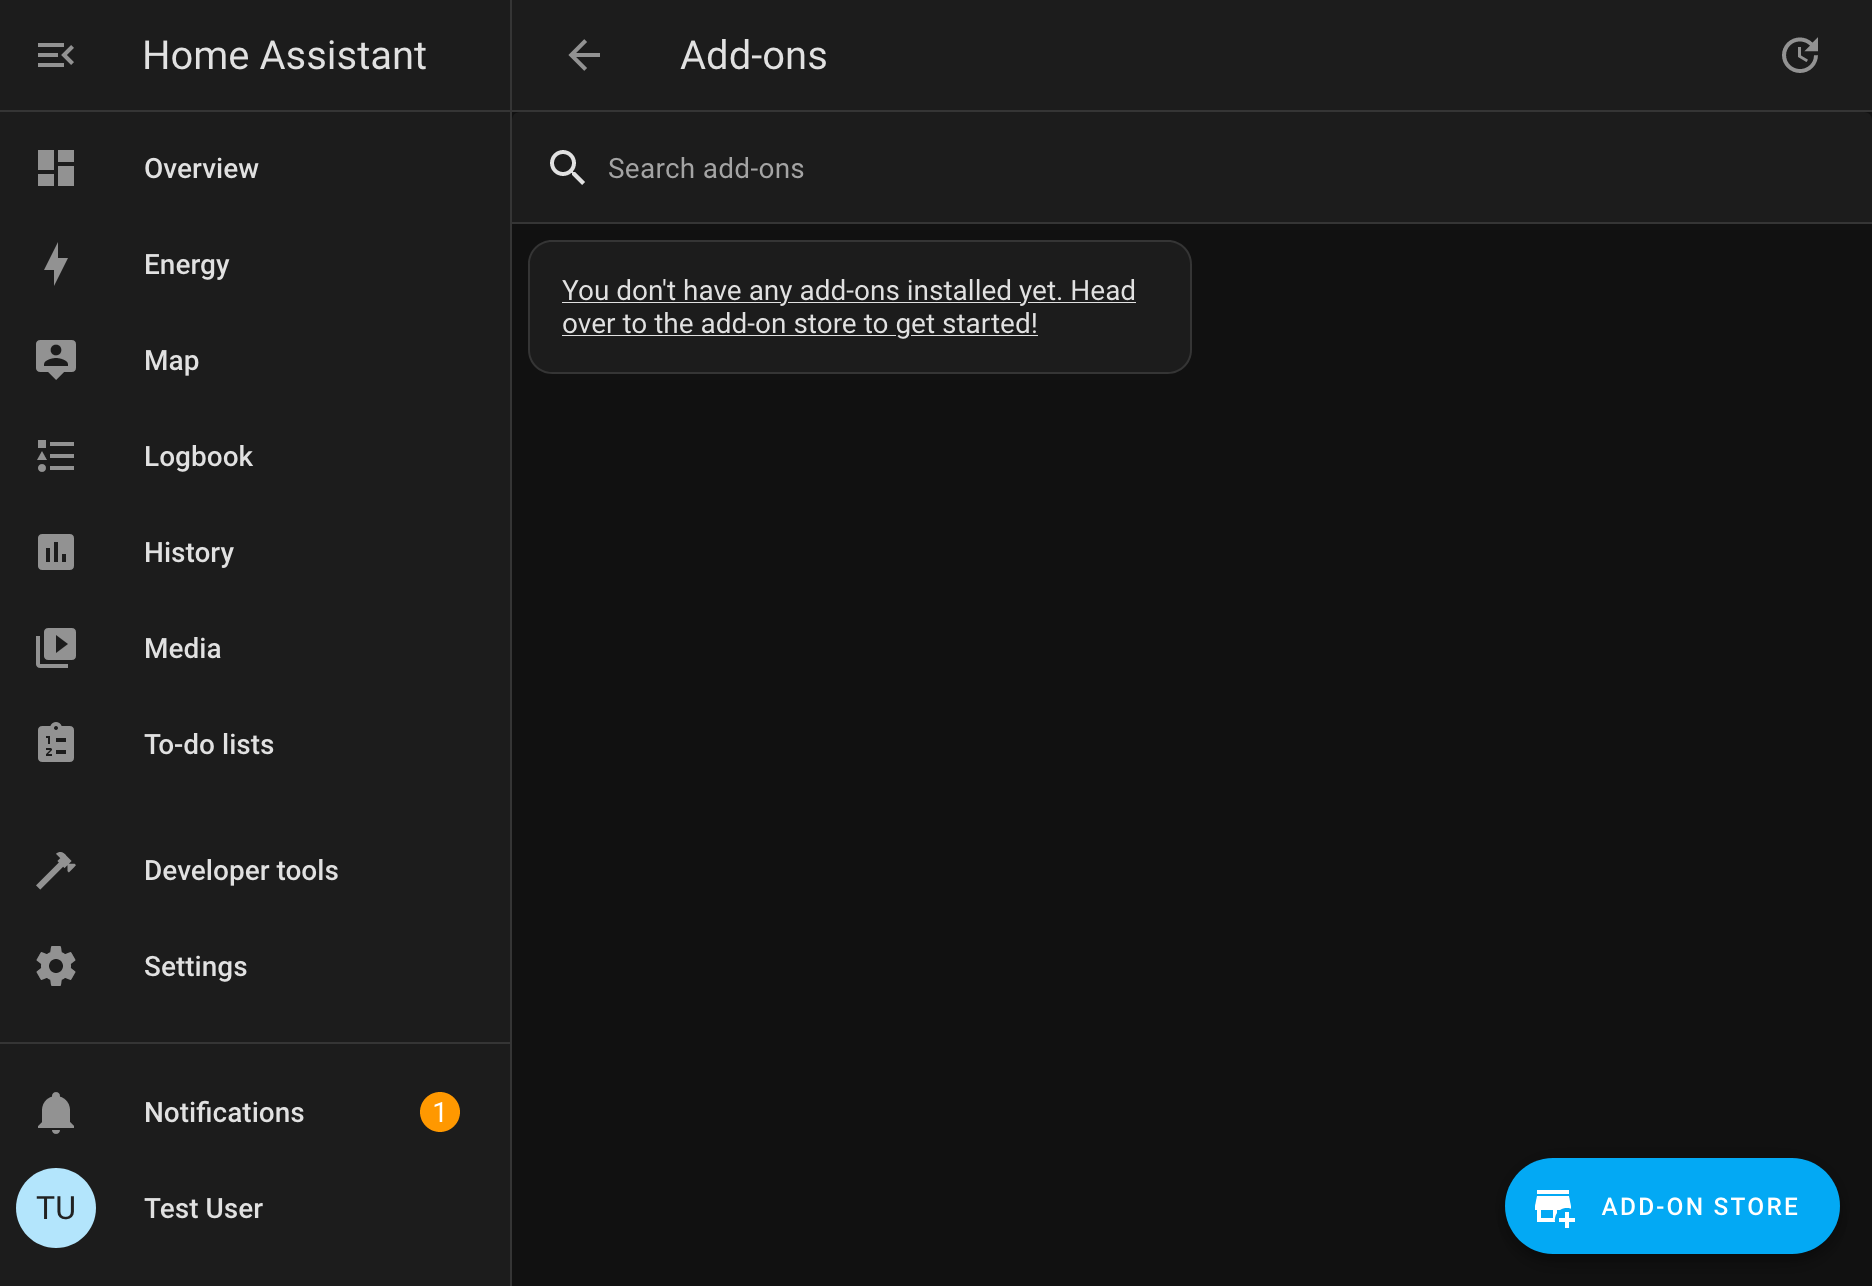 Home Assistant
Add-ons
Overview
Energy
Map
Logbook
History
Media
To-do lists
Developer tools
Settings
Notifications
1
TU
Test User
Search add-ons
You don't have any add-ons installed yet. Head
over to the add-on store to get started!
ADD-ON STORE